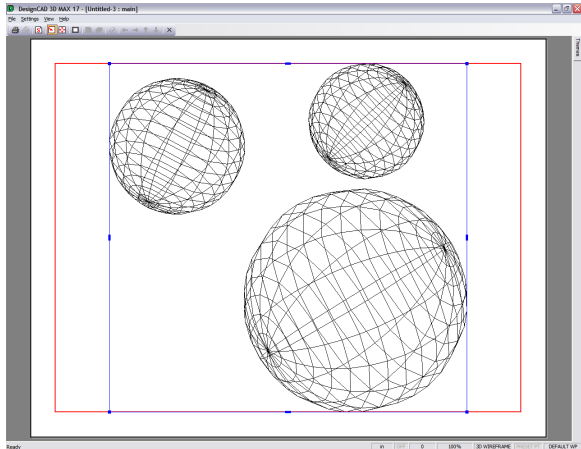 DesignCAD 3D MAX 17 - [Untitled-3 : main]
File Settings View Help
Themes
Ready in OFF 0 100% 3D WIREFRAME DEFAULT WP